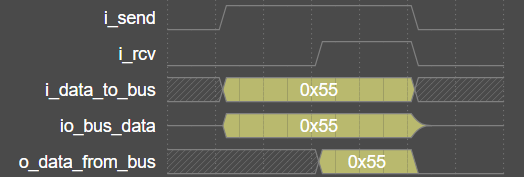 i_send
i_rcv
i_data_to_bus 0x55
io_bus_data 0x55
o_data_from_bus 0x55